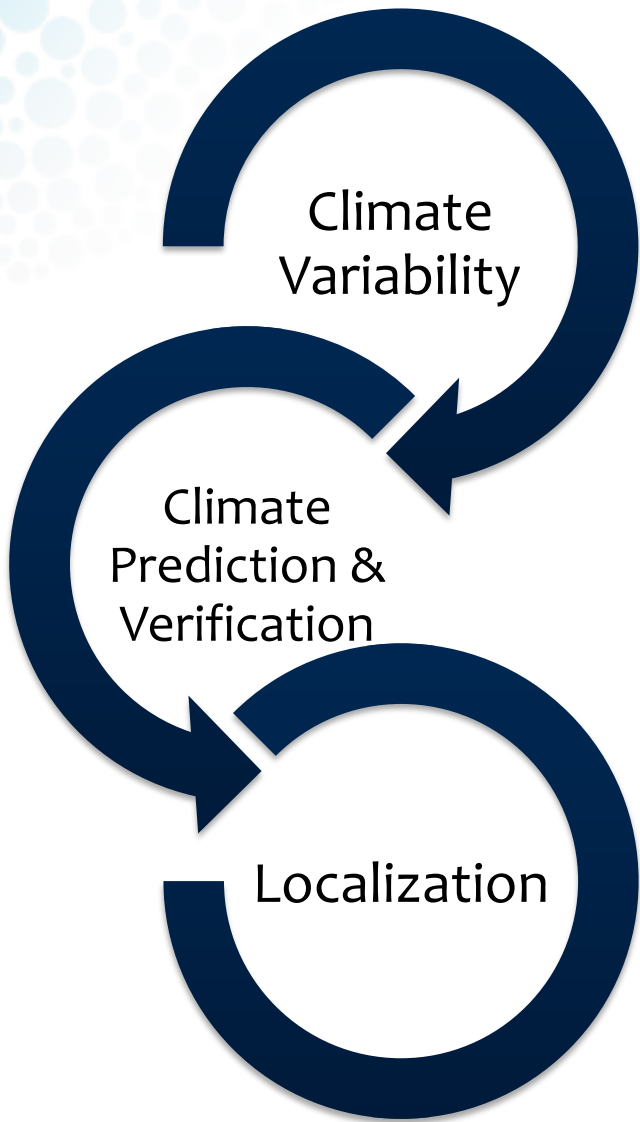 Climate
Variability
Climate
Prediction &
Verification
Localization